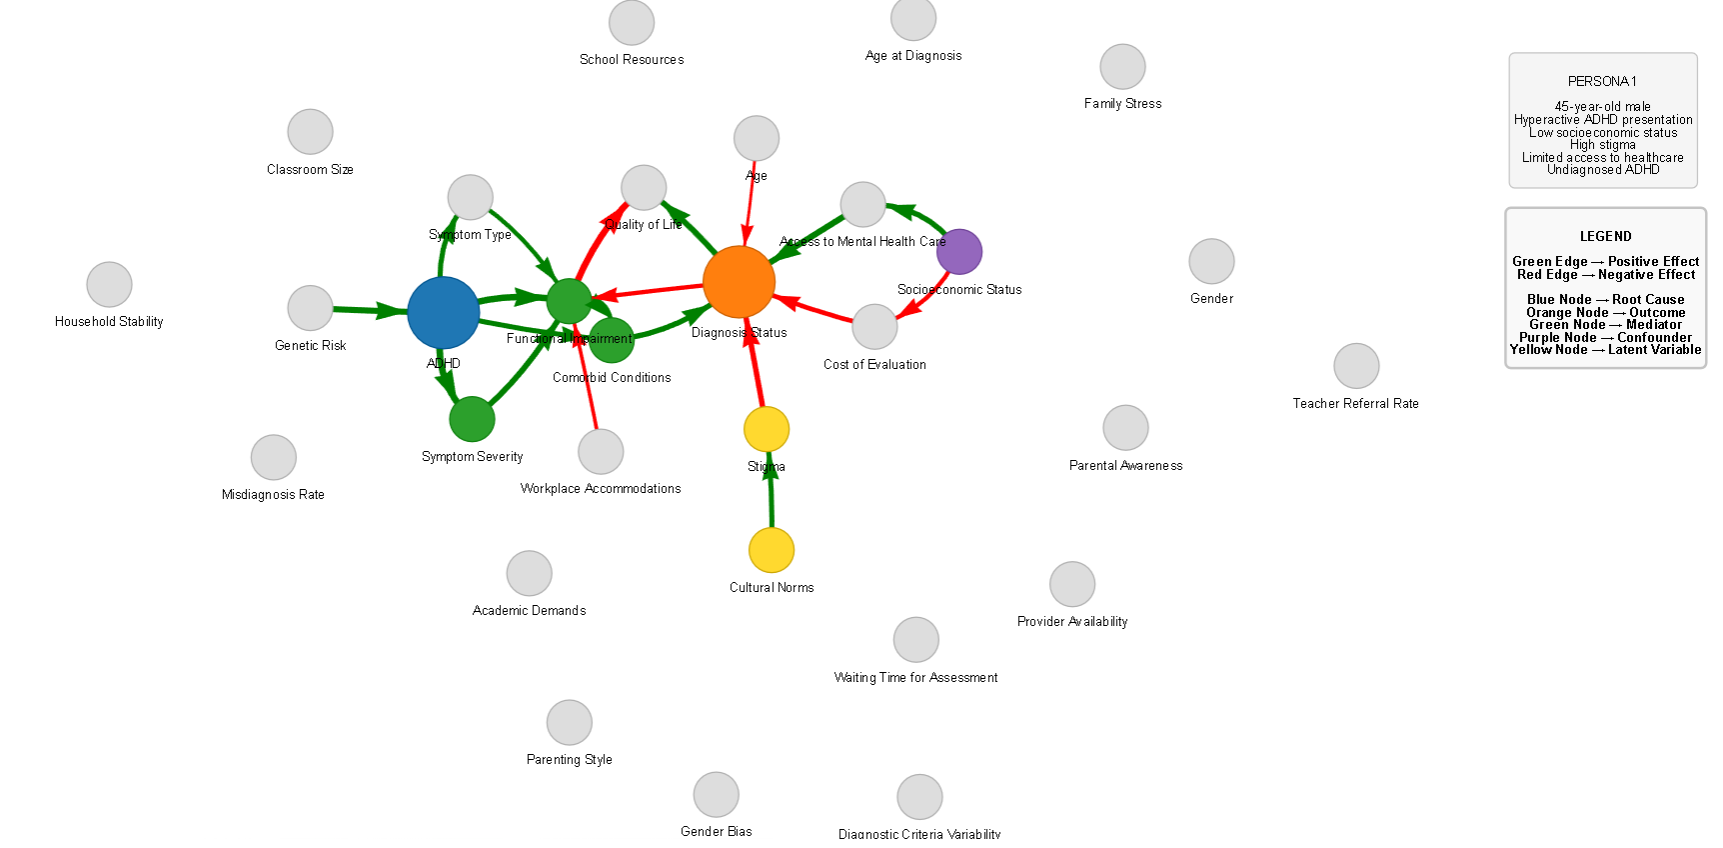 School Resources
Age at Diagnosis
Family Stress
PERSONA 1
45-year-old male
Hyperactive ADHD presentation
Low socioeconomic status
High stigma
Limited access to healthcare
Undiagnosed ADHD
Classroom Size
Age
Symptom Type
Quality of Life
Access to Mental Health Care
LEGEND
Green Edge → Positive Effect
Red Edge → Negative Effect
Blue Node → Root Cause
Orange Node → Outcome
Green Node → Mediator
Purple Node → Confounder
Yellow Node → Latent Variable
Socioeconomic Status
Gender
Household Stability
Genetic Risk
Functional Impairment
Diagnosis Status
ADHD
Comorbid Conditions
Cost of Evaluation
Teacher Referral Rate
Symptom Severity
Stigma
Parental Awareness
Misdiagnosis Rate
Workplace Accommodations
Cultural Norms
Academic Demands
Provider Availability
Waiting Time for Assessment
Parenting Style
Gender Bias
Diagnostic Criteria Variability